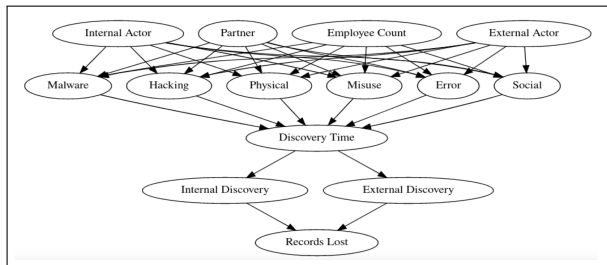 Internal Actor Partner Employee Count External Actor
Malware Hacking Physical Misuse Error Social
Discovery Time
Internal Discovery External Discovery
Records Lost